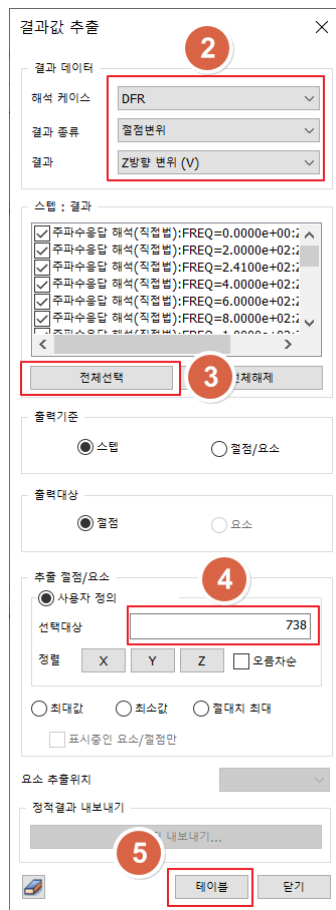 결과값 추출
2
결과 데이터
해석 케이스 DFR
결과 종류 절점변위
결과 Z방향 변위 (V)
스텝 : 결과
주파수응답 해석(직접법):FREQ=0.0000e+00:Z
주파수응답 해석(직접법):FREQ=2.0000e+02:Z
주파수응답 해석(직접법):FREQ=2.4100e+02:Z
주파수응답 해석(직접법):FREQ=4.0000e+02:Z
주파수응답 해석(직접법):FREQ=6.0000e+02:Z
주파수응답 해석(직접법):FREQ=8.0000e+02:Z
전체선택 3 전체해제
출력기준
스텝 절점/요소
출력대상
절점 요소
추출 절점/요소 4
사용자 정의
선택대상 738
정렬 X Y Z 오름차순
최대값 최소값 절대치 최대
표시중인 요소/절점만
요소 추출위치
정적결과 내보내기
내보내기...
5
테이블 닫기